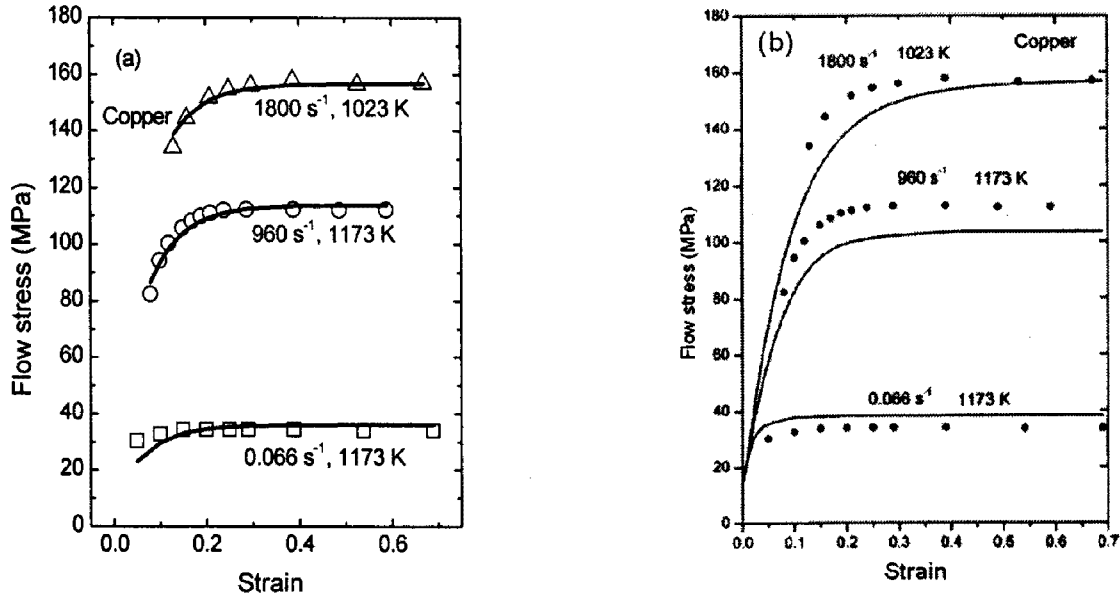 (a)
180
160
140
120
100
80
60
40
20
0
0.0 0.2 0.4 0.6
Flow stress (MPa)
Strain
Copper
1800 s⁻¹, 1023 K
960 s⁻¹, 1173 K
0.066 s⁻¹, 1173 K
(b)
180
160
140
120
100
80
60
40
20
0
0.0 0.1 0.2 0.3 0.4 0.5 0.6 0.7
Flow stress (MPa)
Strain
Copper
1800 s⁻¹ 1023 K
960 s⁻¹ 1173 K
0.066 s⁻¹ 1173 K